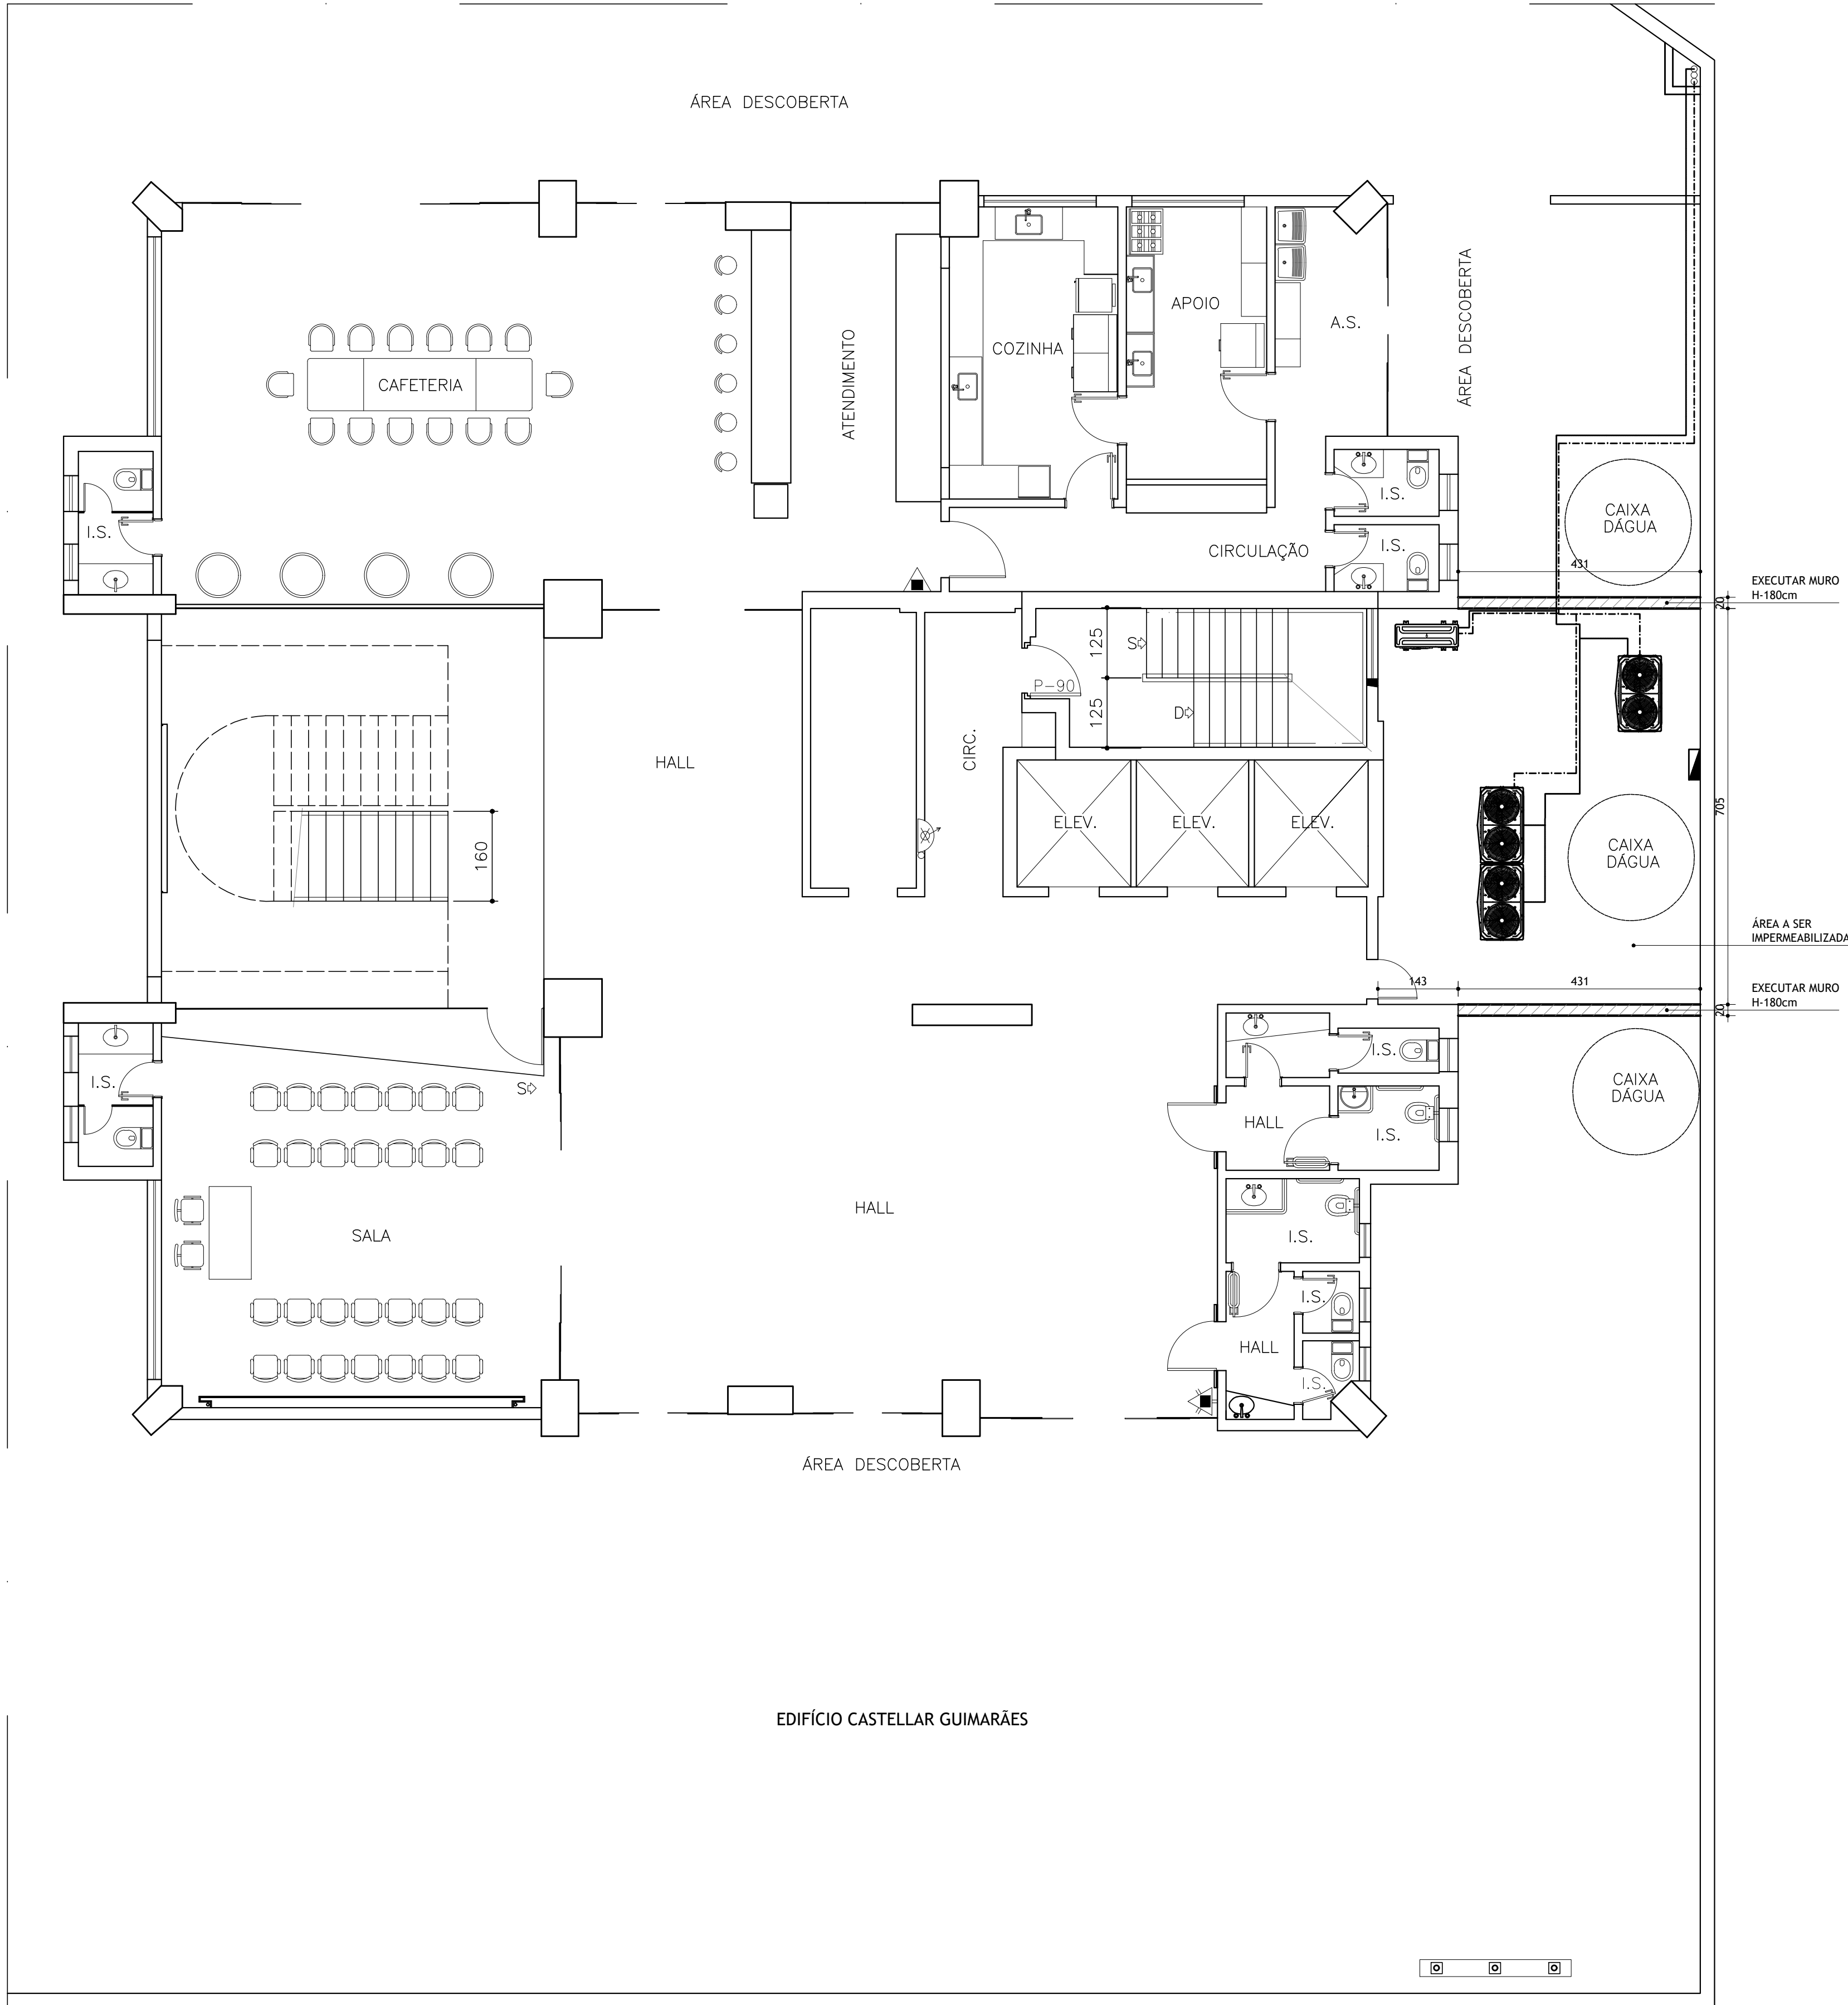 ÁREA DESCOBERTA
CAFETERIA
ATENDIMENTO
COZINHA
APOIO
A.S.
ÁREA DESCOBERTA
I.S.
I.S.
I.S.
CIRCULAÇÃO
CAIXA
DÁGUA
431
EXECUTAR MURO
H-180cm
20
125
125
S
D
P-90
HALL
CIRC.
ELEV.
ELEV.
ELEV.
160
CAIXA
DÁGUA
705
ÁREA A SER
IMPERMEABILIZADA
143
431
EXECUTAR MURO
H-180cm
20
I.S.
S
I.S.
HALL
I.S.
CAIXA
DÁGUA
SALA
HALL
I.S.
I.S.
HALL
I.S.
ÁREA DESCOBERTA
EDIFÍCIO CASTELLAR GUIMARÃES